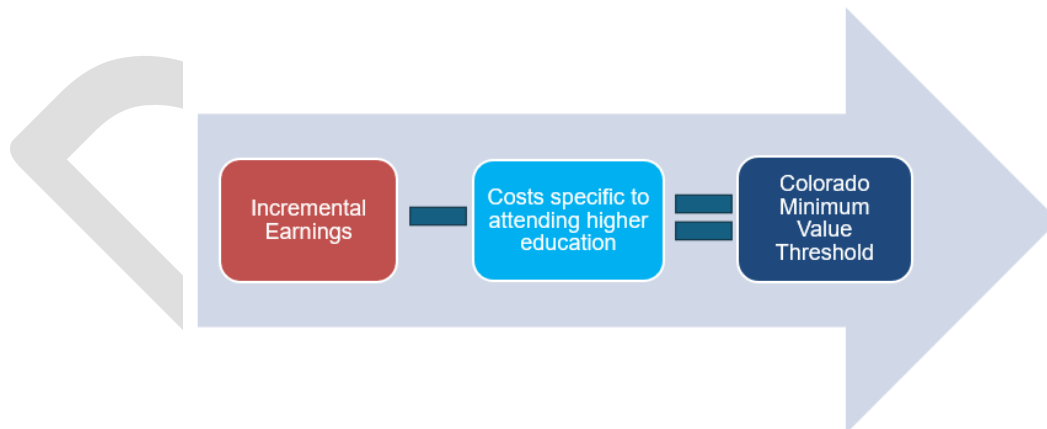 Incremental
Earnings
Costs specific to
attending higher
education
Colorado
Minimum
Value
Threshold